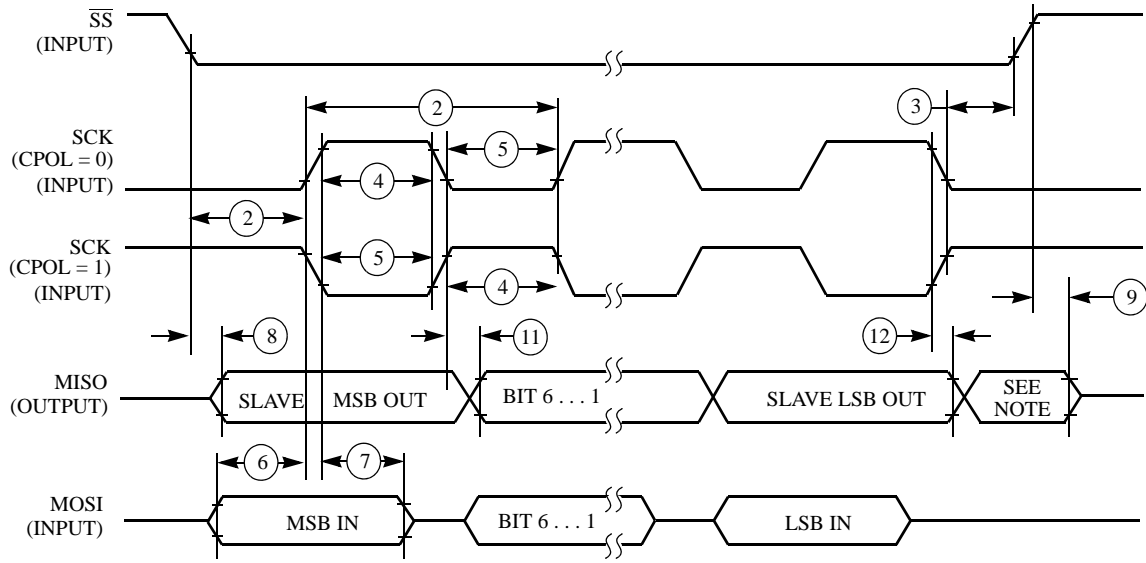 SS
(INPUT)
2
3
SCK
(CPOL = 0)
(INPUT)
5
4
2
SCK
(CPOL = 1)
(INPUT)
5
4
9
8
11
12
MISO
(OUTPUT)
SLAVE
MSB OUT
BIT 6 . . . 1
SLAVE LSB OUT
SEE
NOTE
6
7
MOSI
(INPUT)
MSB IN
BIT 6 . . . 1
LSB IN